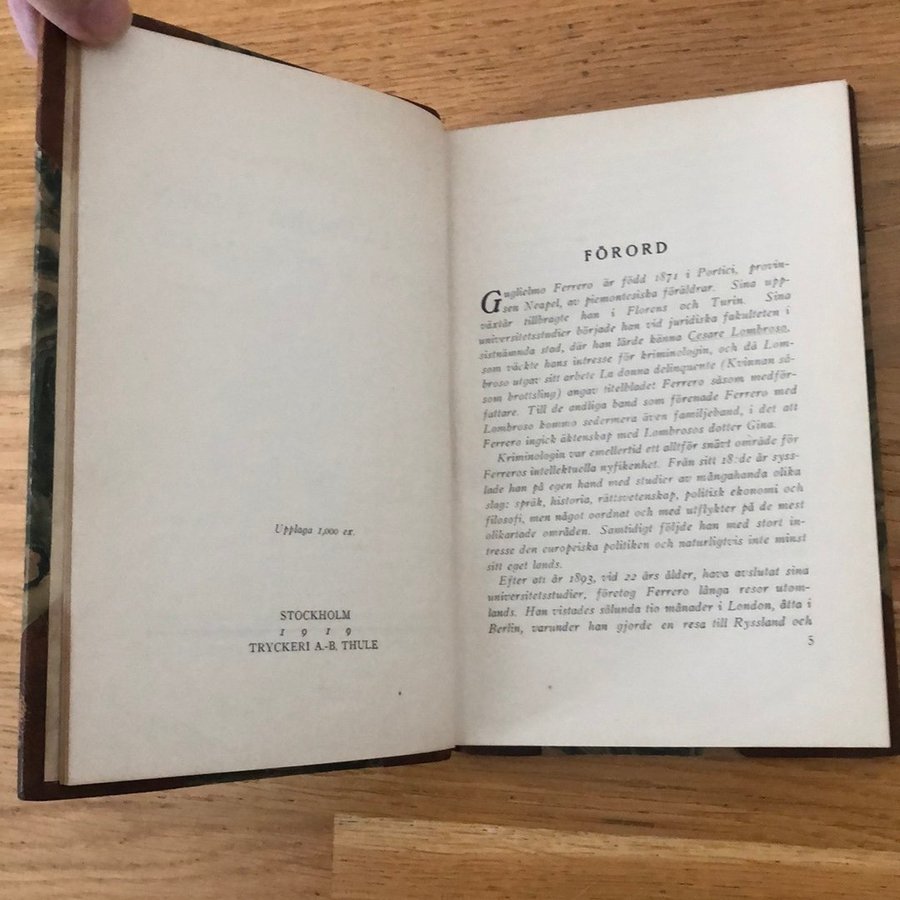 Upplaga 1,000 ex.
STOCKHOLM
1919
TRYCKERI A.-B. THULE
FÖRORD
Guglielmo Ferrero är född 1871 i Portici, provin-
sen Neapel, av piemontesiska föräldrar. Sina upp-
växtår tillbragte han i Florens och Turin. Sina
universitetsstudier började han vid juridiska fakulteten i
sistnämnda stad, där han lärde känna Cesare Lombroso,
som väckte hans intresse för kriminologin, och då Lom-
broso utgav sitt arbete La donna delinquente (Kvinnan så-
som brottsling) angav titelbladet Ferrero såsom medför-
fattare. Till de andliga band som förenade Ferrero med
Lombroso kommo sedermera även familjeband, i det att
Ferrero ingick äktenskap med Lombrosos dotter Gina.
Kriminologin var emellertid ett alltför snävt område för
Ferreros intellektuella nyfikenhet. Från sitt 18:de år syss-
lade han på egen hand med studier av mångahanda olika
slag: språk, historia, rättsvetenskap, politisk ekonomi och
filosofi, men något oordnat och med utflykter på de mest
olikartade områden. Samtidigt följde han med stort in-
tresse den europeiska politiken och naturligtvis inte minst
sitt eget lands.
Efter att år 1893, vid 22 års ålder, hava avslutat sina
universitetsstudier, företog Ferrero långa resor utom-
lands. Han vistades sålunda tio månader i London, åtta i
Berlin, varunder han gjorde en resa till Ryssland och
5